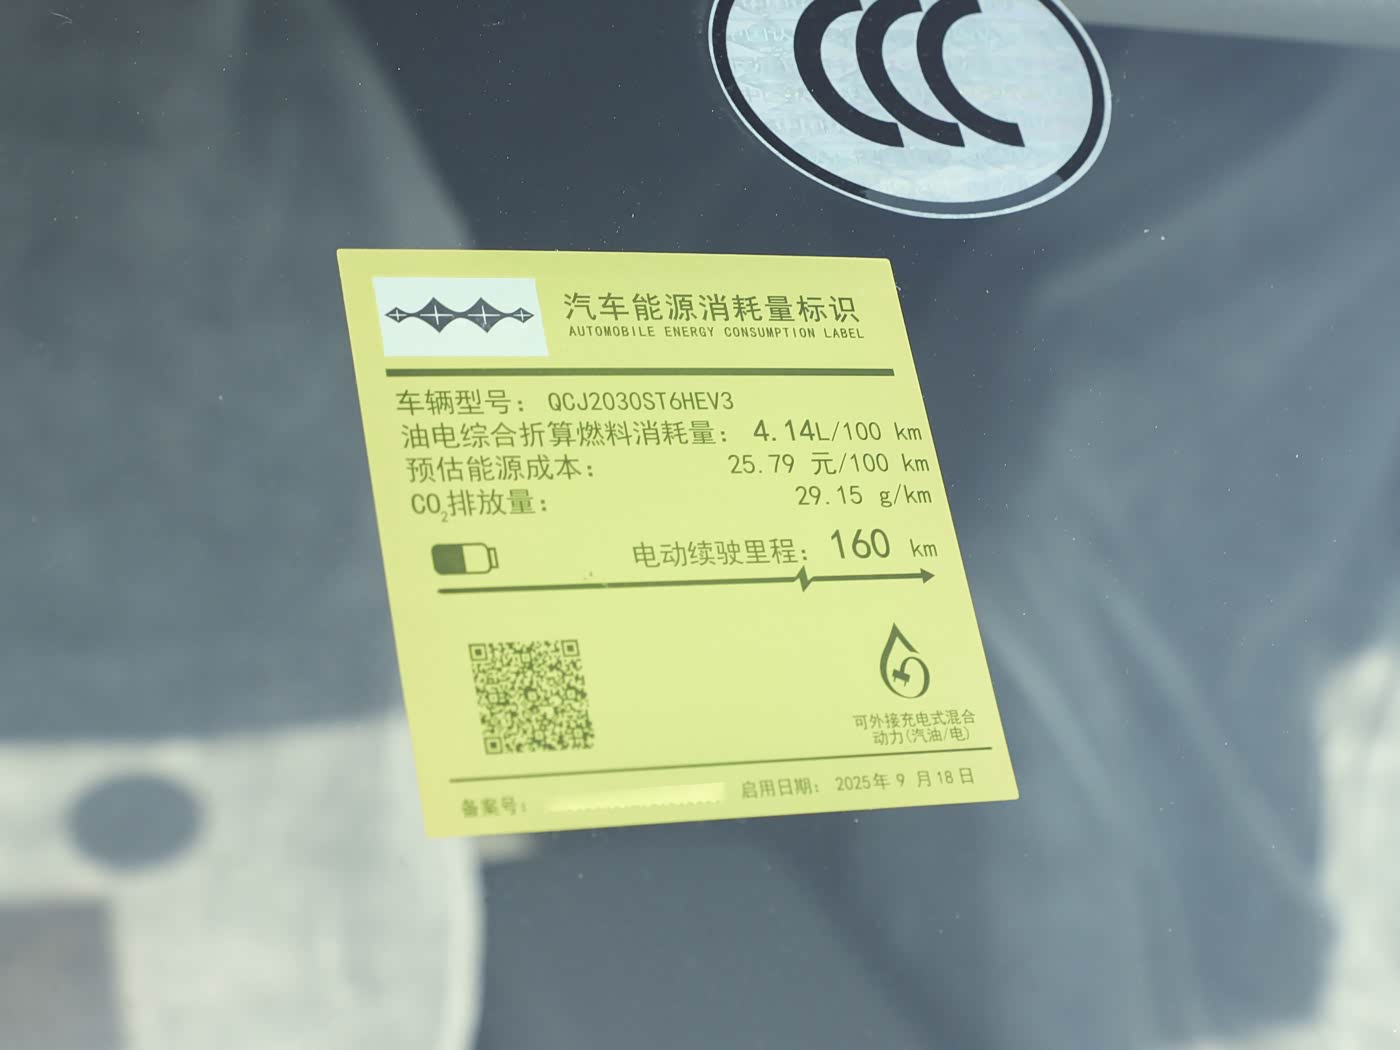 CCC
汽车能源消耗量标识
AUTOMOBILE ENERGY CONSUMPTION LABEL
车辆型号： QCJ2030ST6HEV3
油电综合折算燃料消耗量： 4.14L/100 km
预估能源成本： 25.79 元/100 km
CO₂排放量： 29.15 g/km
电动续驶里程： 160 km
可外接充电式混合
动力(汽油/电)
备案号： 启用日期： 2025年 9 月18日